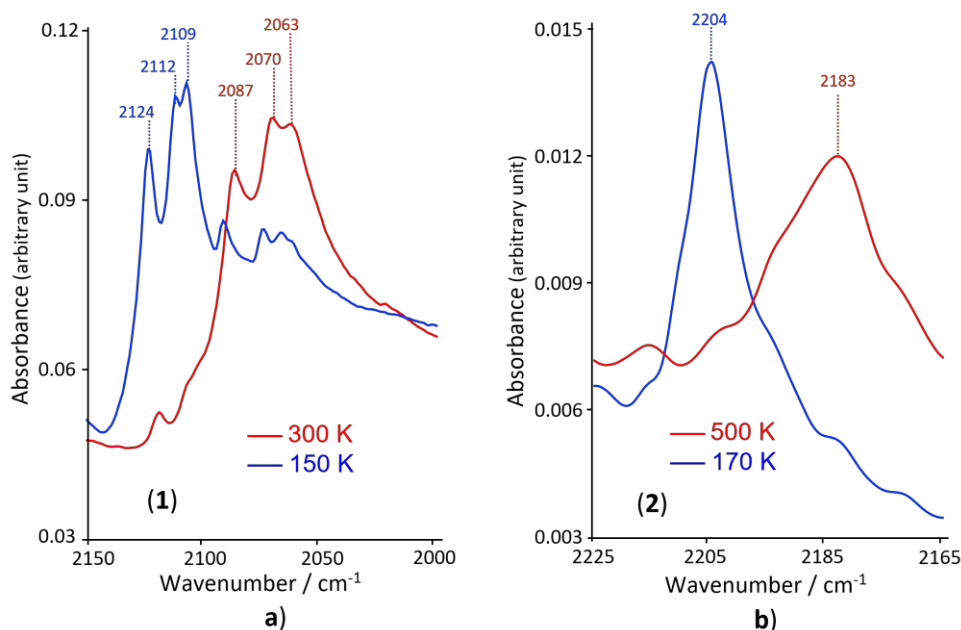 0.12
0.09
0.06
0.03
Absorbance (arbitrary unit)
2124
2112
2109
2087
2070
2063
300 K
150 K
(1)
2150
2100
2050
2000
Wavenumber / cm-1
a)
0.015
0.012
0.009
0.006
0.003
Absorbance (arbitrary unit)
2204
2183
500 K
170 K
(2)
2225
2205
2185
2165
Wavenumber / cm-1
b)